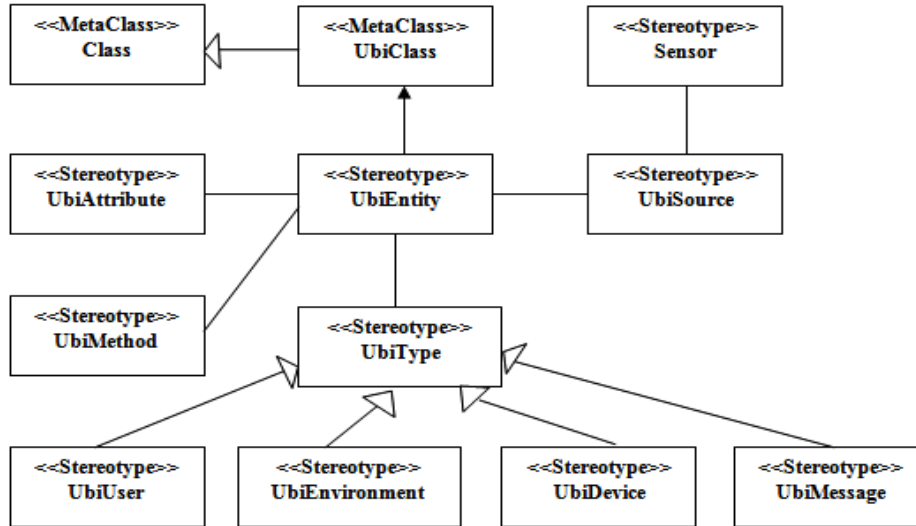 <<MetaClass>>
Class
<<MetaClass>>
UbiClass
<<Stereotype>>
Sensor
<<Stereotype>>
UbiAttribute
<<Stereotype>>
UbiEntity
<<Stereotype>>
UbiSource
<<Stereotype>>
UbiMethod
<<Stereotype>>
UbiType
<<Stereotype>>
UbiUser
<<Stereotype>>
UbiEnvironment
<<Stereotype>>
UbiDevice
<<Stereotype>>
UbiMessage